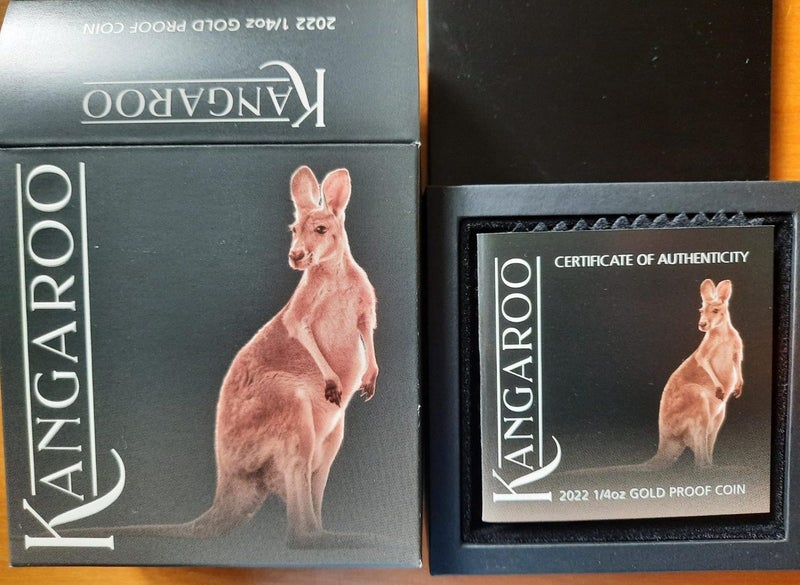 2022 1/4oz GOLD PROOF COIN
KANGAROO
KANGAROO
CERTIFICATE OF AUTHENTICITY
KANGAROO
2022 1/4oz GOLD PROOF COIN